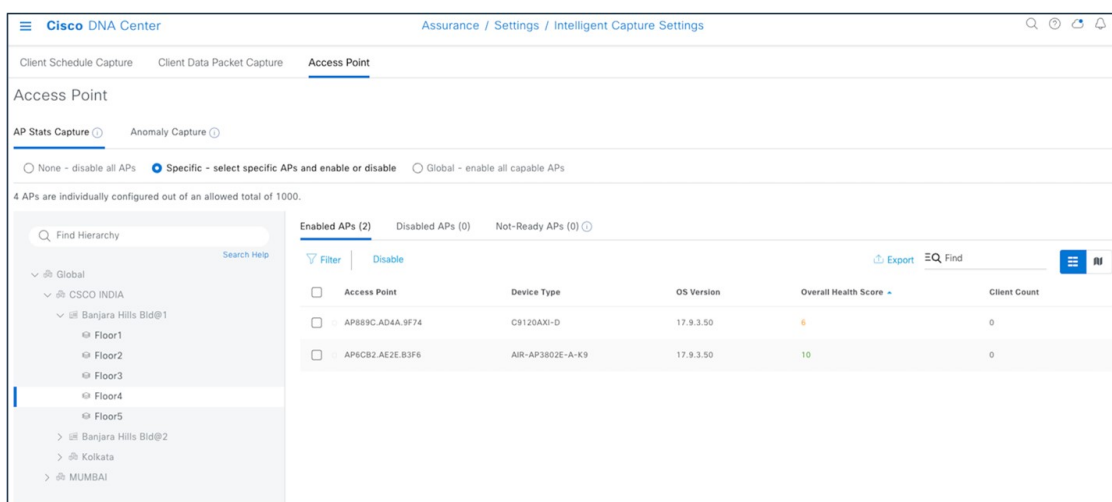 Cisco DNA Center
Assurance / Settings / Intelligent Capture Settings
Client Schedule Capture Client Data Packet Capture Access Point
Access Point
AP Stats Capture Anomaly Capture
None - disable all APs Specific - select specific APs and enable or disable Global - enable all capable APs
4 APs are individually configured out of an allowed total of 1000.
Find Hierarchy
Search Help
Global
CSCO INDIA
Banjara Hills Bld@1
Floor1
Floor2
Floor3
Floor4
Floor5
Banjara Hills Bld@2
Kolkata
MUMBAI
Enabled APs (2) Disabled APs (0) Not-Ready APs (0)
Filter Disable Export Find
Access Point Device Type OS Version Overall Health Score Client Count
AP889C.AD4A.9F74 C9120AXI-D 17.9.3.50 6 0
AP6CB2.AE2E.B3F6 AIR-AP3802E-A-K9 17.9.3.50 10 0